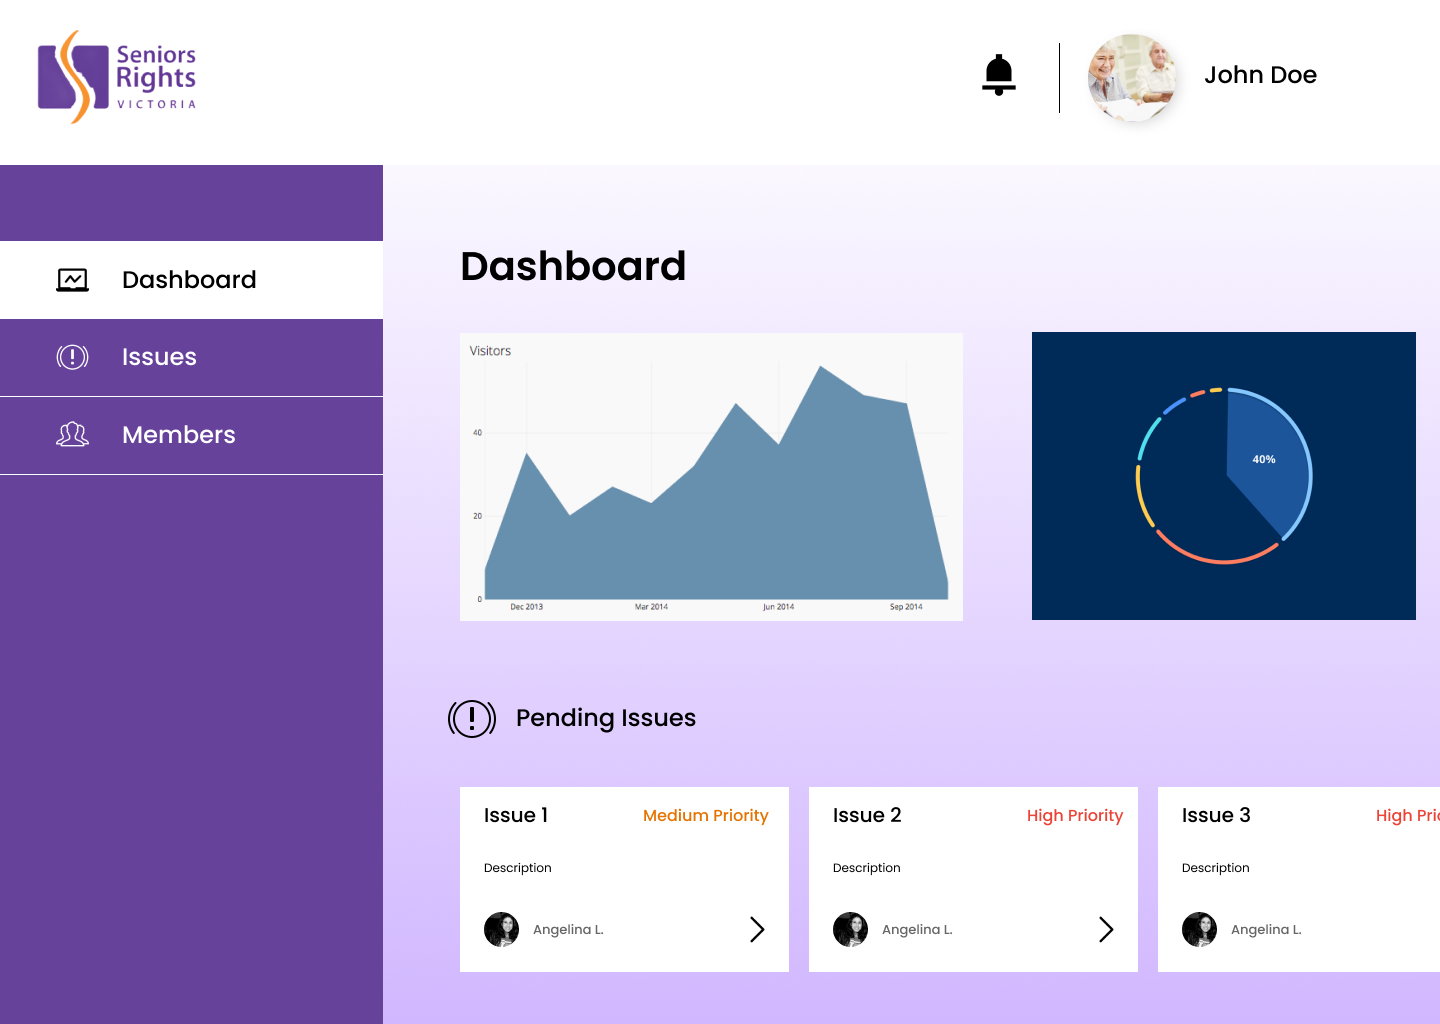 Seniors
Rights
VICTORIA
John Doe
Dashboard
Issues
Members
Dashboard
Visitors
40
20
0
Dec 2013
Mar 2014
Jun 2014
Sep 2014
40%
Pending Issues
Issue 1
Medium Priority
Description
Angelina L.
Issue 2
High Priority
Description
Angelina L.
Issue 3
High Prio
Description
Angelina L.